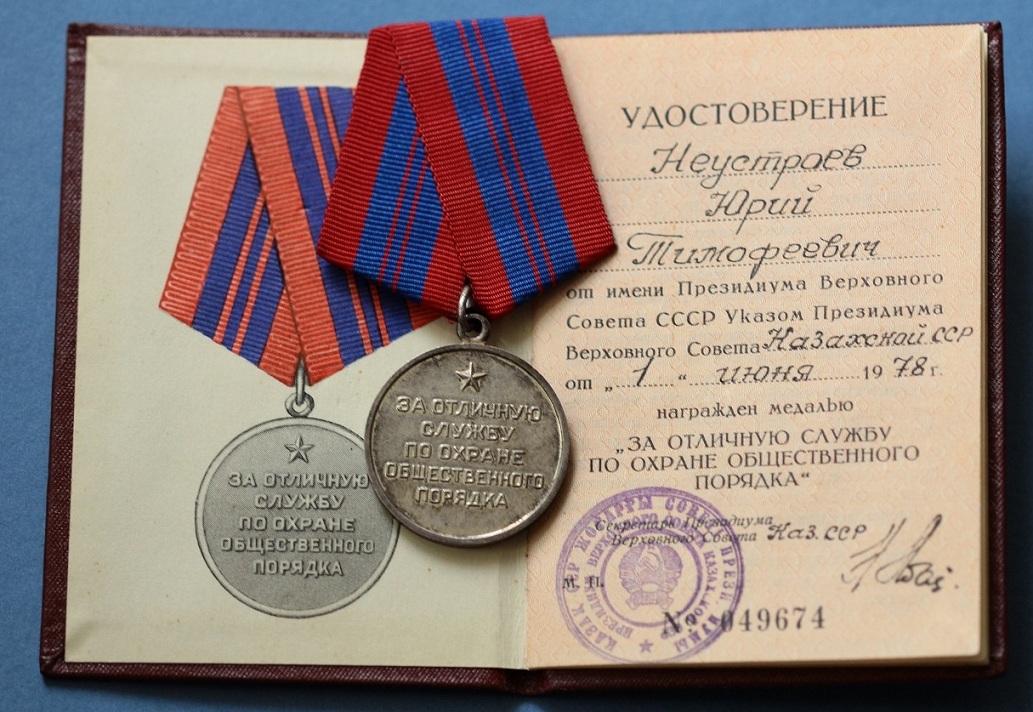 ЗА ОТЛИЧНУЮ
СЛУЖБУ
ПО ОХРАНЕ
ОБЩЕСТВЕННОГО
ПОРЯДКА
ЗА ОТЛИЧНУЮ
СЛУЖБУ
ПО ОХРАНЕ
ОБЩЕСТВЕННОГО
ПОРЯДКА
УДОСТОВЕРЕНИЕ
Неустроев
Юрий
Тимофеевич
от имени Президиума Верховного
Совета СССР Указом Президиума
Верховного Совета Казахской ССР
от „ 1 “ июня 1978 г.
награжден медалью
„ЗА ОТЛИЧНУЮ СЛУЖБУ
ПО ОХРАНЕ ОБЩЕСТВЕННОГО
ПОРЯДКА“
Секретарь Президиума
Верховного Совета Каз. ССР
М. П.
№ 049674